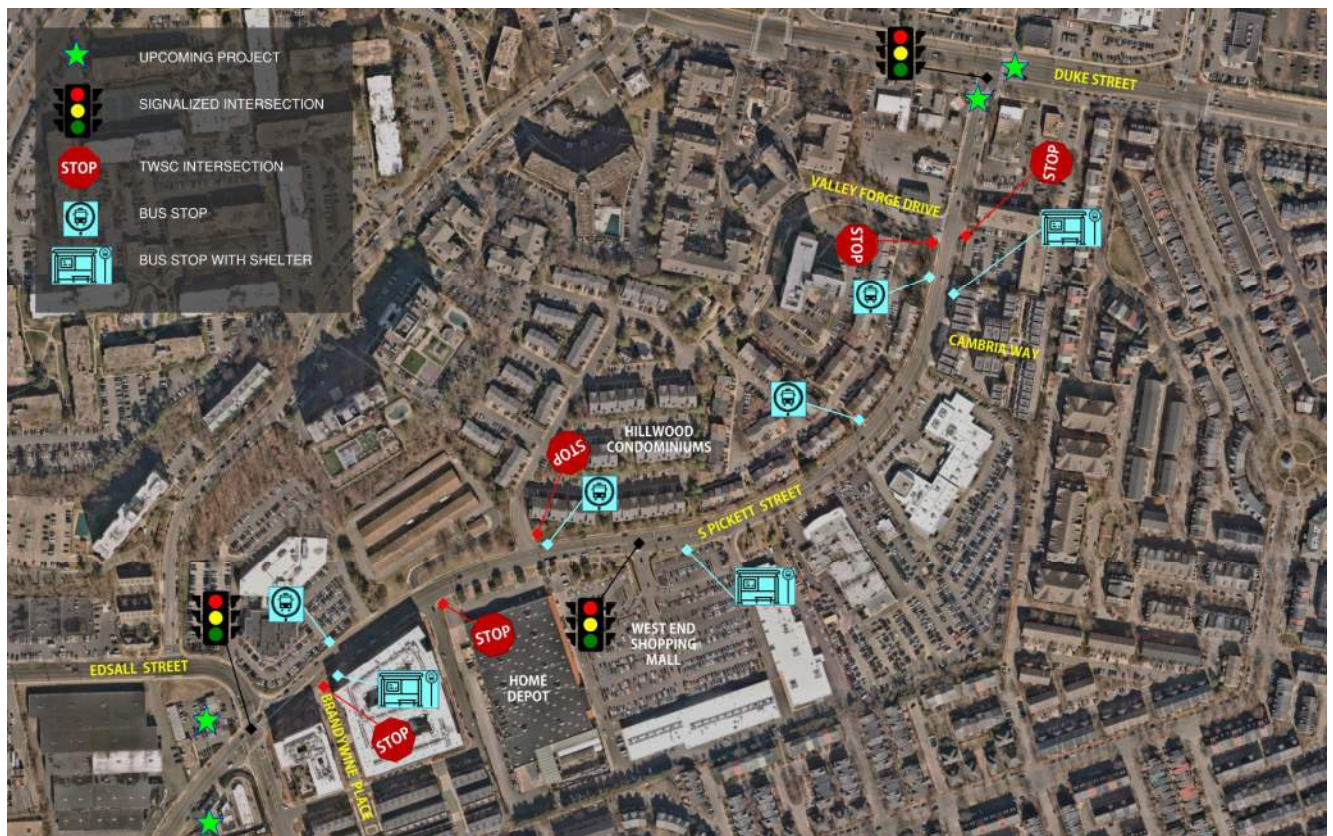 UPCOMING PROJECT
SIGNALIZED INTERSECTION
STOP
TWSC INTERSECTION
BUS STOP
BUS STOP WITH SHELTER
DUKE STREET
STOP
VALLEY FORGE DRIVE
STOP
CAMBRIA WAY
HILLWOOD
CONDOMINIUMS
STOP
S PICKETT STREET
STOP
WEST END
SHOPPING
MALL
EDSALL STREET
HOME
DEPOT
BRANDYWINE PLACE
STOP